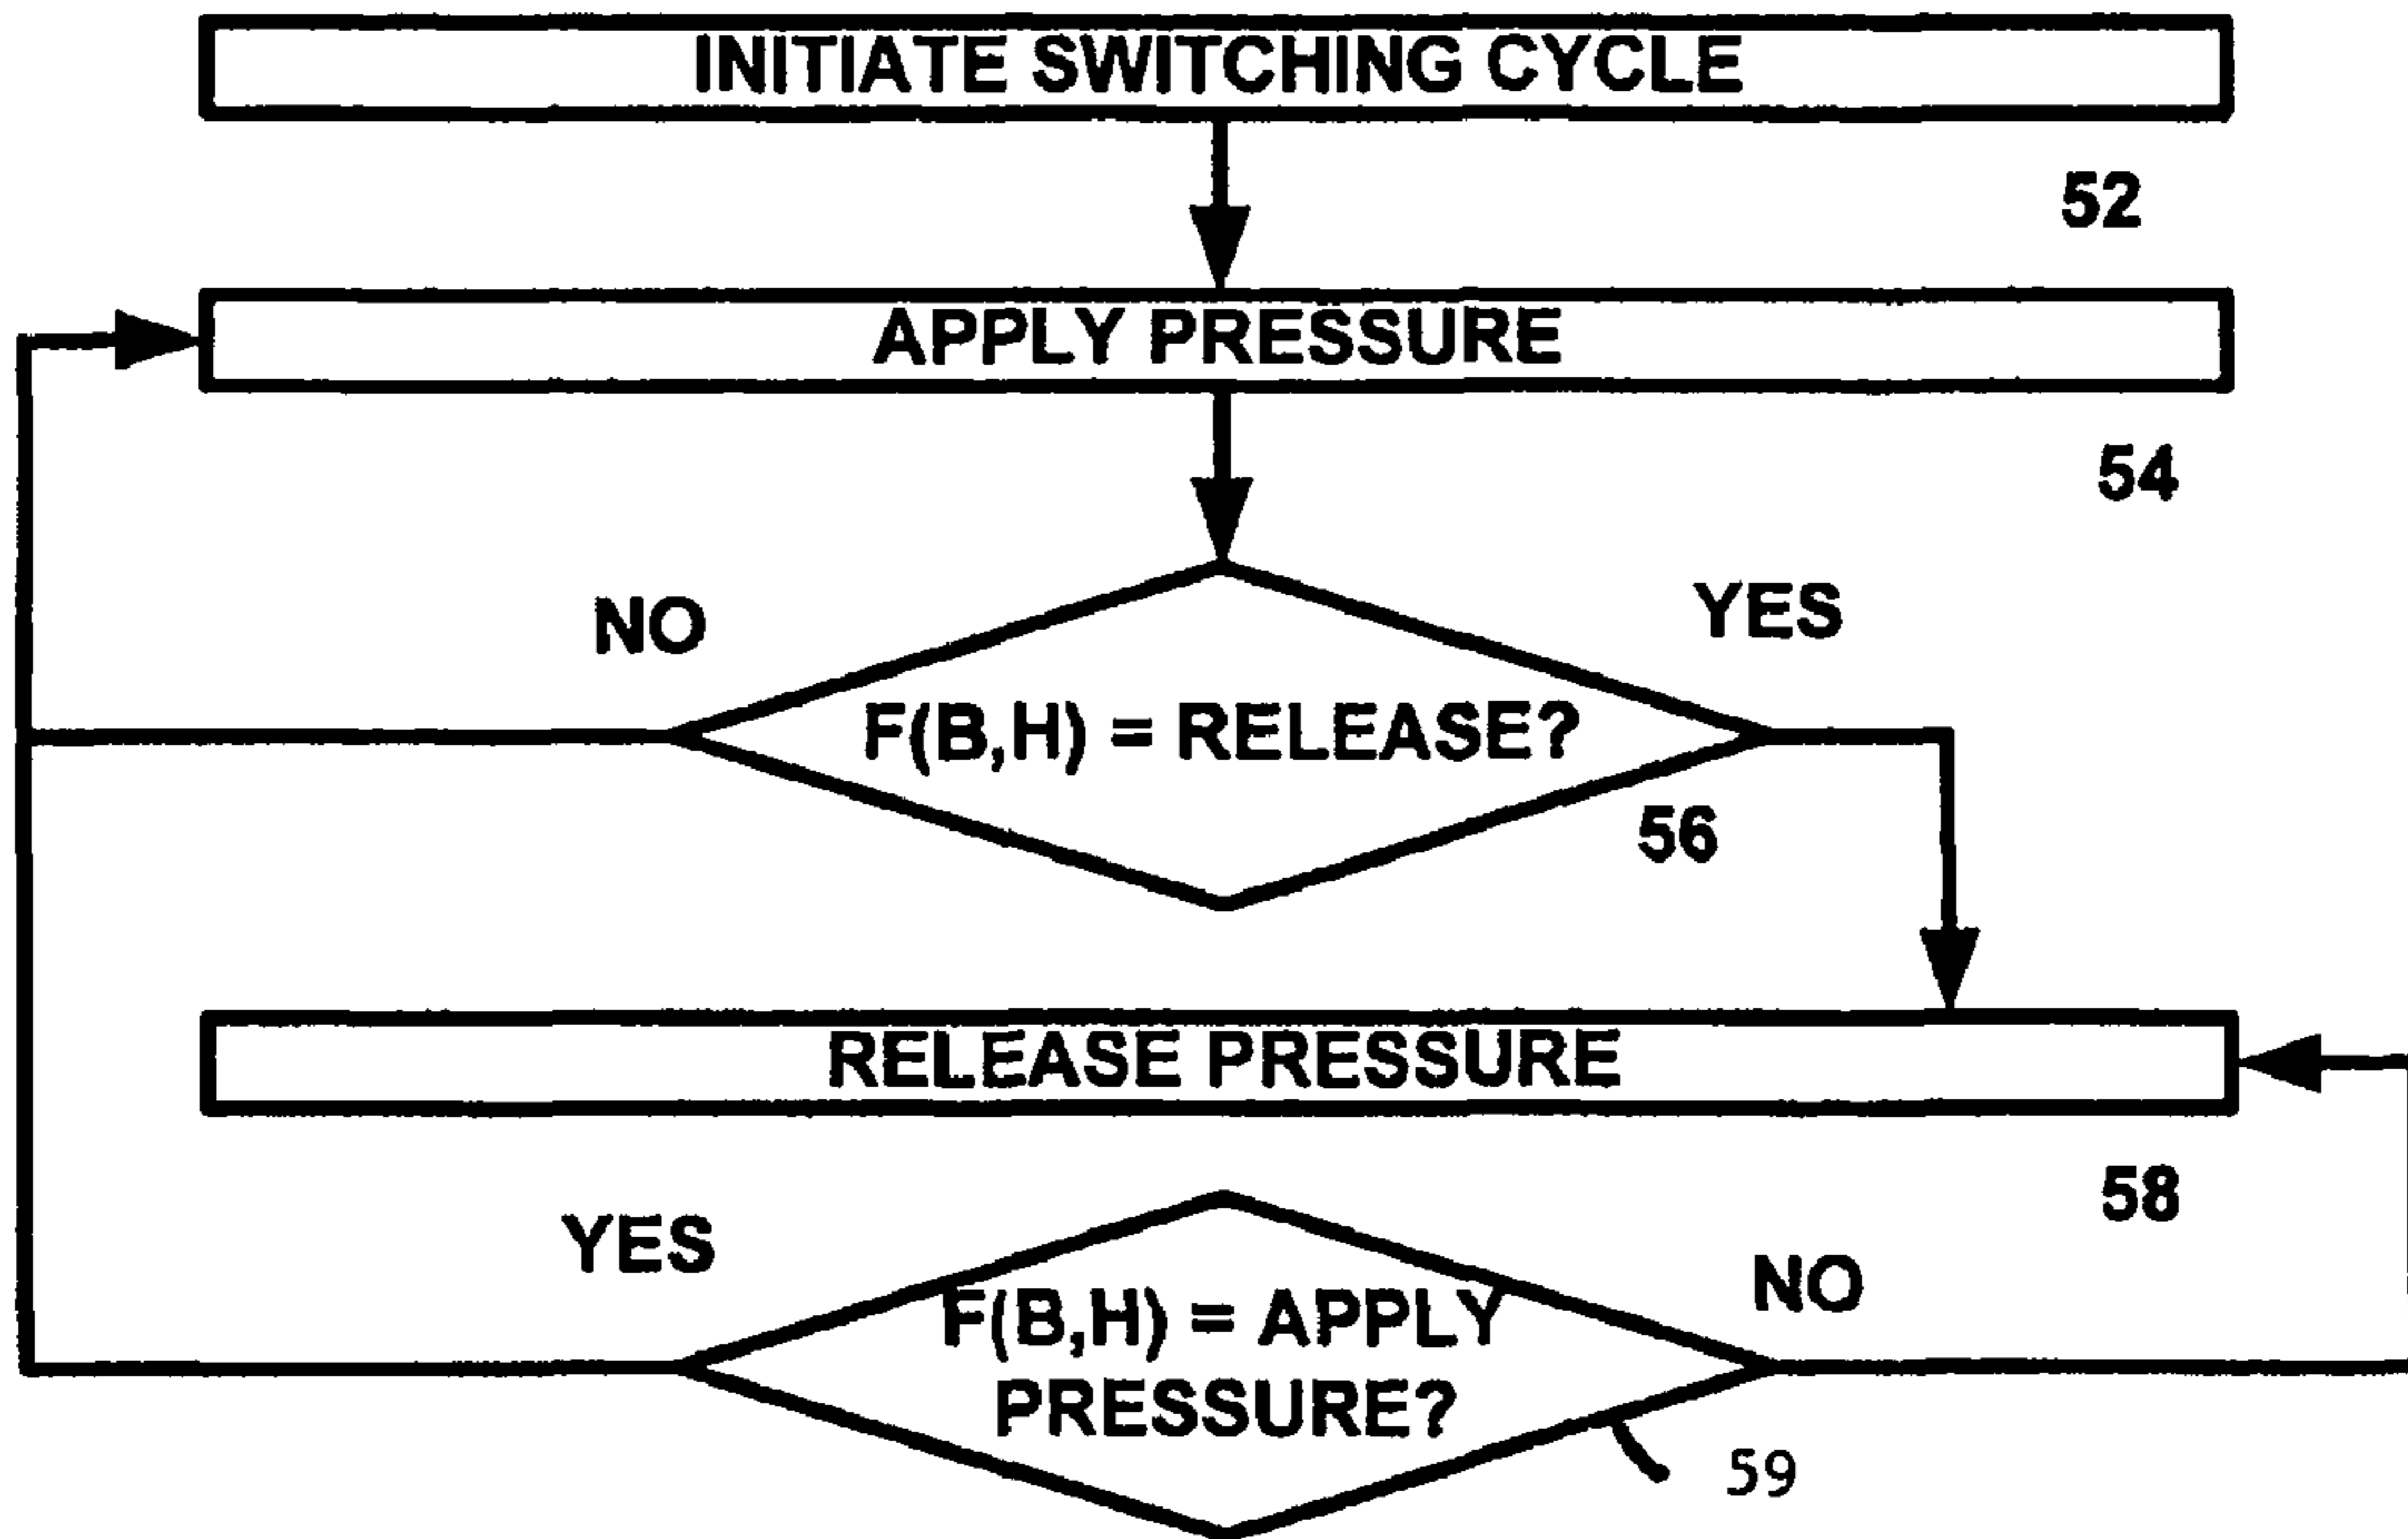 INITIATE SWITCHING CYCLE
52
APPLY PRESSURE
54
NO
YES
F(B,H) = RELEASE?
56
RELEASE PRESSURE
58
YES
NO
F(B,H) = APPLY
PRESSURE?
59